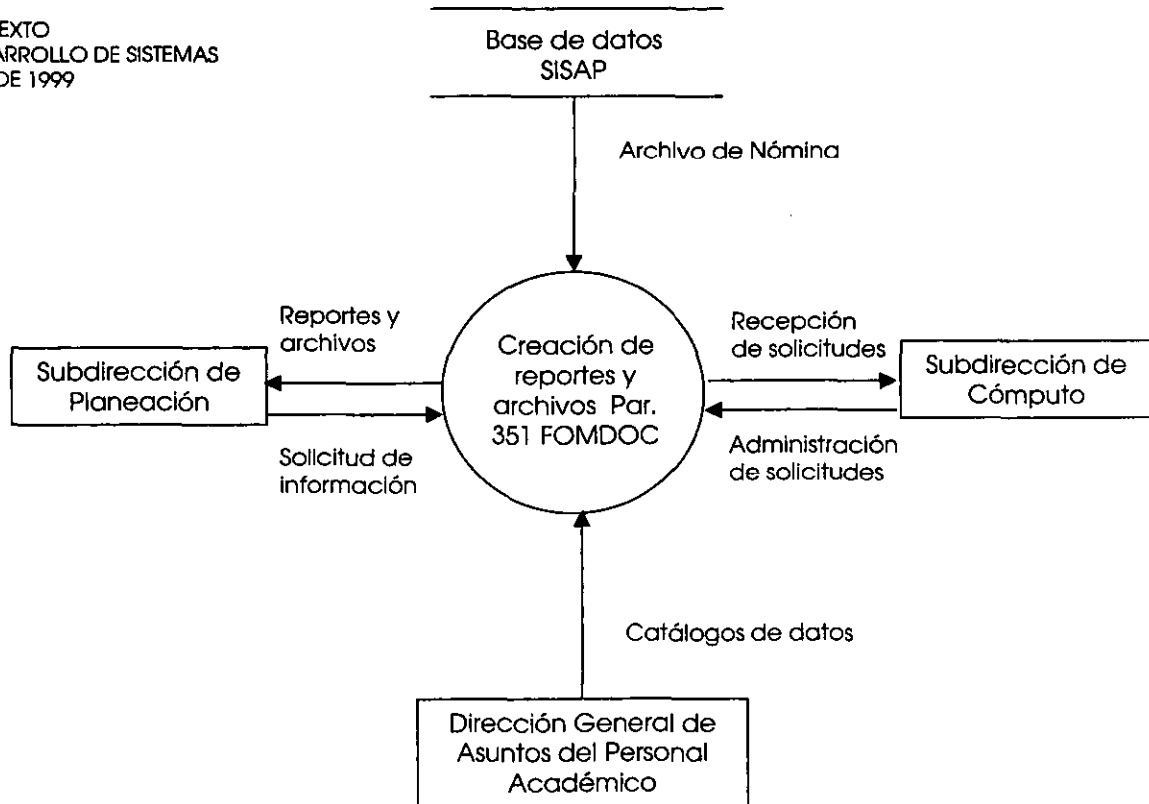 EXTO
ARROLLO DE SISTEMAS
DE 1999
Base de datos
SISAP
Archivo de Nómina
Reportes y
archivos
Creación de
reportes y
archivos Par.
351 FOMDOC
Recepción
de solicitudes
Subdirección de
Planeación
Subdirección de
Cómputo
Solicitud de
información
Administración
de solicitudes
Catálogos de datos
Dirección General de
Asuntos del Personal
Académico